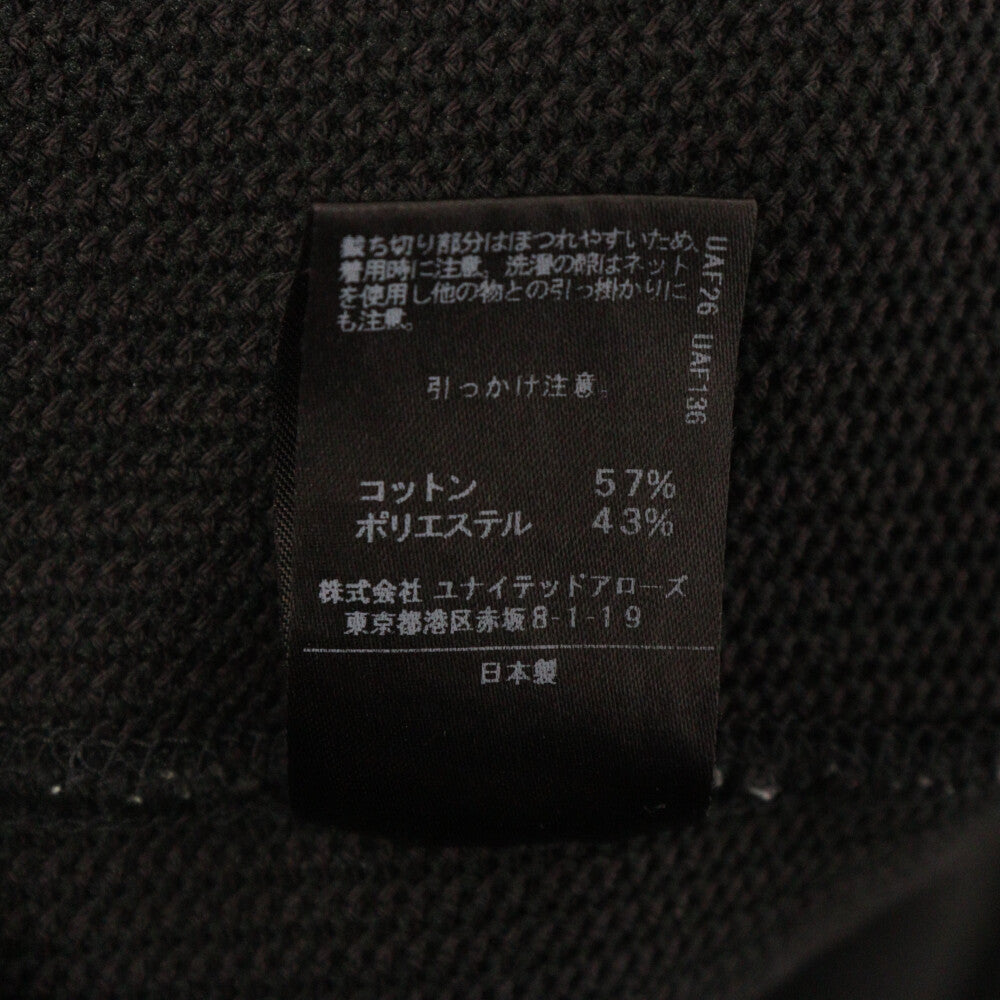 裁ち切り部分はほつれやすいため、
着用時に注意。洗濯の際はネット
を使用し他の物との引っ掛かりに
も注意。
引っかけ注意。
コットン 57%
ポリエステル 43%
株式会社 ユナイテッドアローズ
東京都港区赤坂8-1-19
日本製
UAF26 UAF136